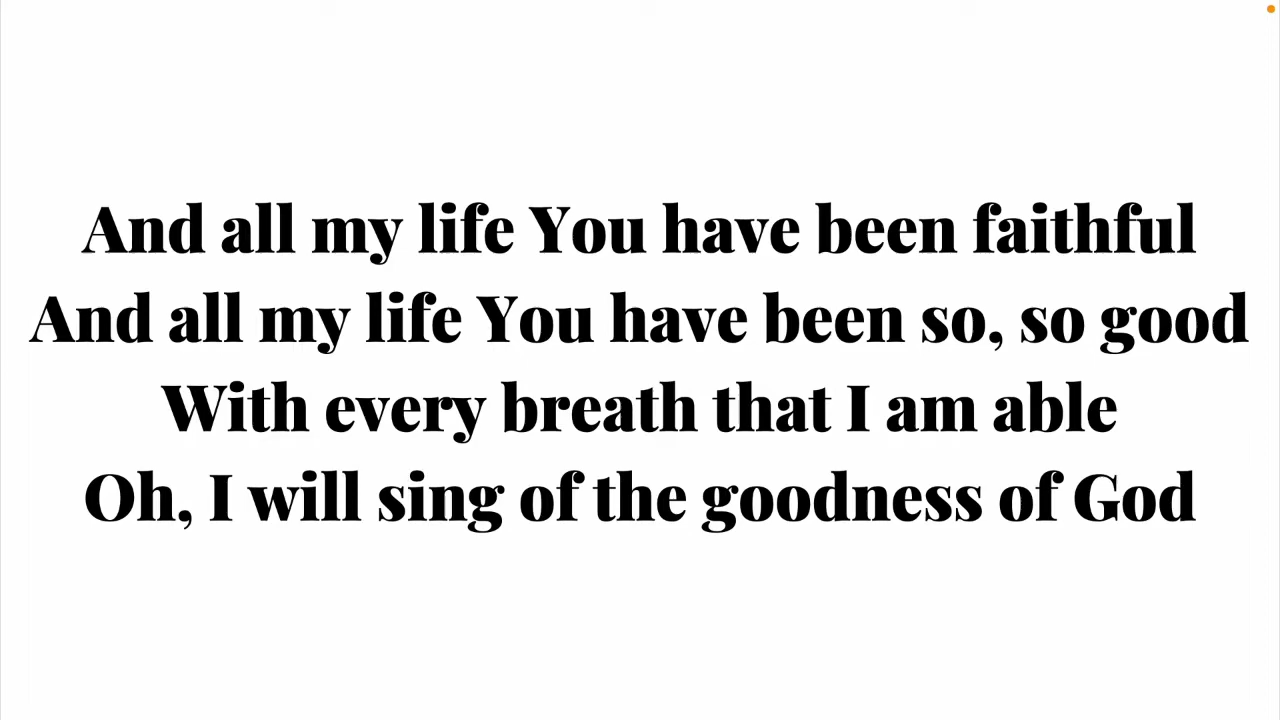 And all my life You have been faithful
And all my life You have been so, so good
With every breath that I am able
Oh, I will sing of the goodness of God